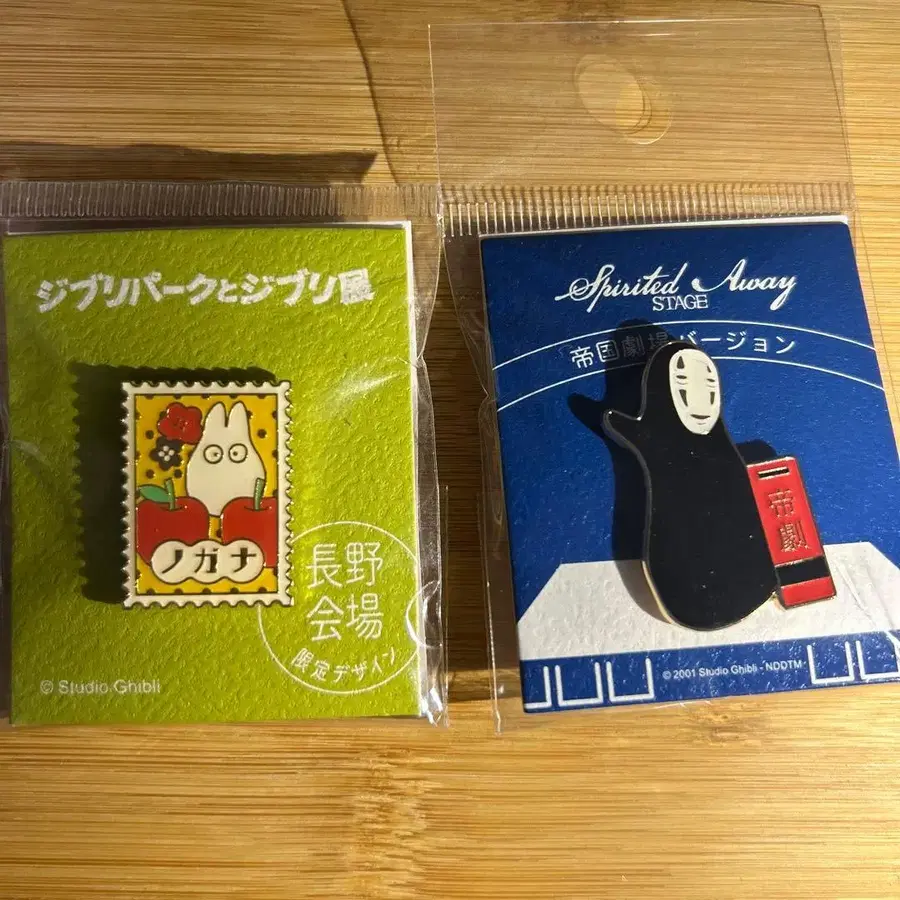 ジブリパークとジブリ展
ノガナ
長野
会場
限定デザイン
© Studio Ghibli
Spirited Away
STAGE
帝国劇場バージョン
帝劇
© 2001 Studio Ghibli - NDDTM